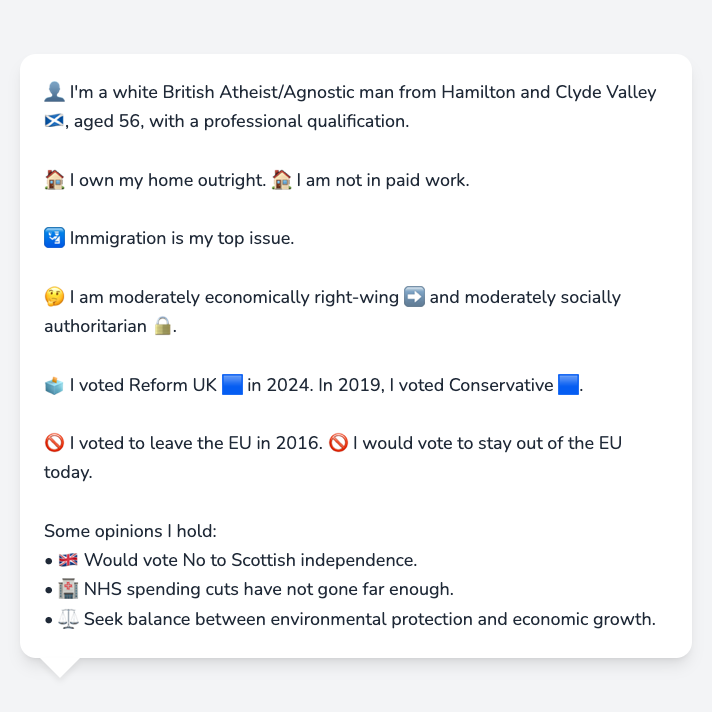 👤 I'm a white British Atheist/Agnostic man from Hamilton and Clyde Valley
🏴󠁧󠁢󠁳󠁣󠁴󠁿, aged 56, with a professional qualification.
🏠 I own my home outright. 🏠 I am not in paid work.
🛂 Immigration is my top issue.
🤔 I am moderately economically right-wing ➡️ and moderately socially
authoritarian 🔒.
🗳️ I voted Reform UK 🟦 in 2024. In 2019, I voted Conservative 🟦.
🚫 I voted to leave the EU in 2016. 🚫 I would vote to stay out of the EU
today.
Some opinions I hold:
• 🇬🇧 Would vote No to Scottish independence.
• 🏥 NHS spending cuts have not gone far enough.
• ⚖️ Seek balance between environmental protection and economic growth.